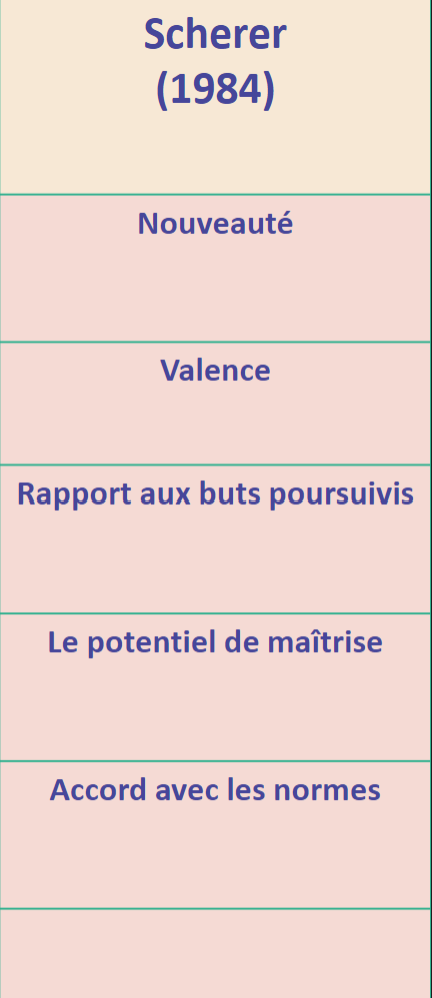 Scherer
(1984)
Nouveauté
Valence
Rapport aux buts poursuivis
Le potentiel de maîtrise
Accord avec les normes